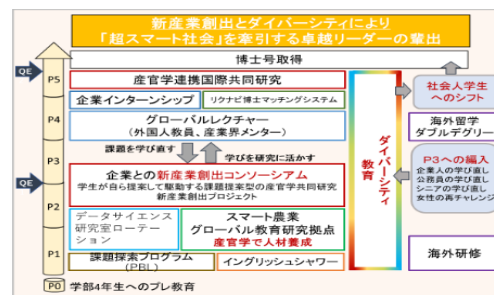 新産業創出とダイバーシティにより
「超スマート社会」を牽引する卓越リーダーの輩出
博士号取得
QE
P5
産官学連携国際共同研究
社会人学生
へのシフト
企業インターンシップ
リクナビ博士マッチングシステム
P4
グローバルレクチャー
(外国人教員、産業界メンター)
海外留学
ダブルデグリー
課題を学び直す
学びを研究に活かす
P3
ダイバーシティ
教育
P3への編入
企業人の学び直し
公務員の学び直し
シニアの学び直し
女性の再チャレンジ
QE
企業との新産業創出コンソーシアム
学生が自ら提案して駆動する課題提案型の産官学共同研究
新産業創出プロジェクト
P2
データサイエンス
研究室ローテー
ション
スマート農業
グローバル教育研究拠点
産官学で人材養成
P1
課題探索プログラム
(PBL)
イングリッシュシャワー
海外研修
P0
学部4年生へのプレ教育